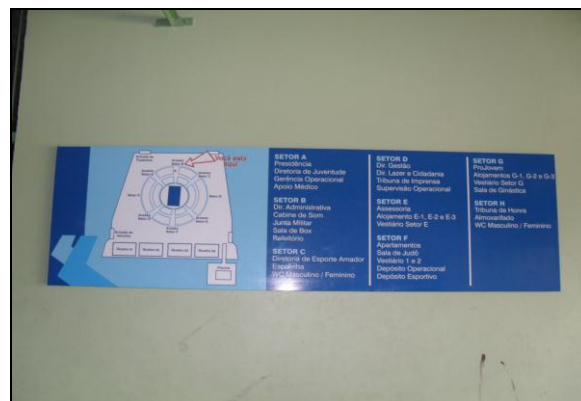 Você está
aqui
SETOR A
Presidência
Diretoria de Juventude
Gerência Operacional
Apoio Médico
SETOR B
Dir. Administrativa
Cabine de Som
Junta Militar
Sala de Box
Refeitório
SETOR C
Diretoria de Esporte Amador
Espalinha
WC Masculino / Feminino
SETOR D
Dir. Gestão
Dir. Lazer e Cidadania
Tribuna de Imprensa
Supervisão Operacional
SETOR E
Assessoria
Alojamento E-1, E-2 e E-3
Vestiário Setor E
SETOR F
Apartamentos
Sala de Judô
Vestiário 1 e 2
Depósito Operacional
Depósito Esportivo
SETOR G
ProJovem
Alojamentos G-1, G-2 e G-3
Vestiário Setor G
Sala de Ginástica
SETOR H
Tribuna de Honra
Almoxarifado
WC Masculino / Feminino